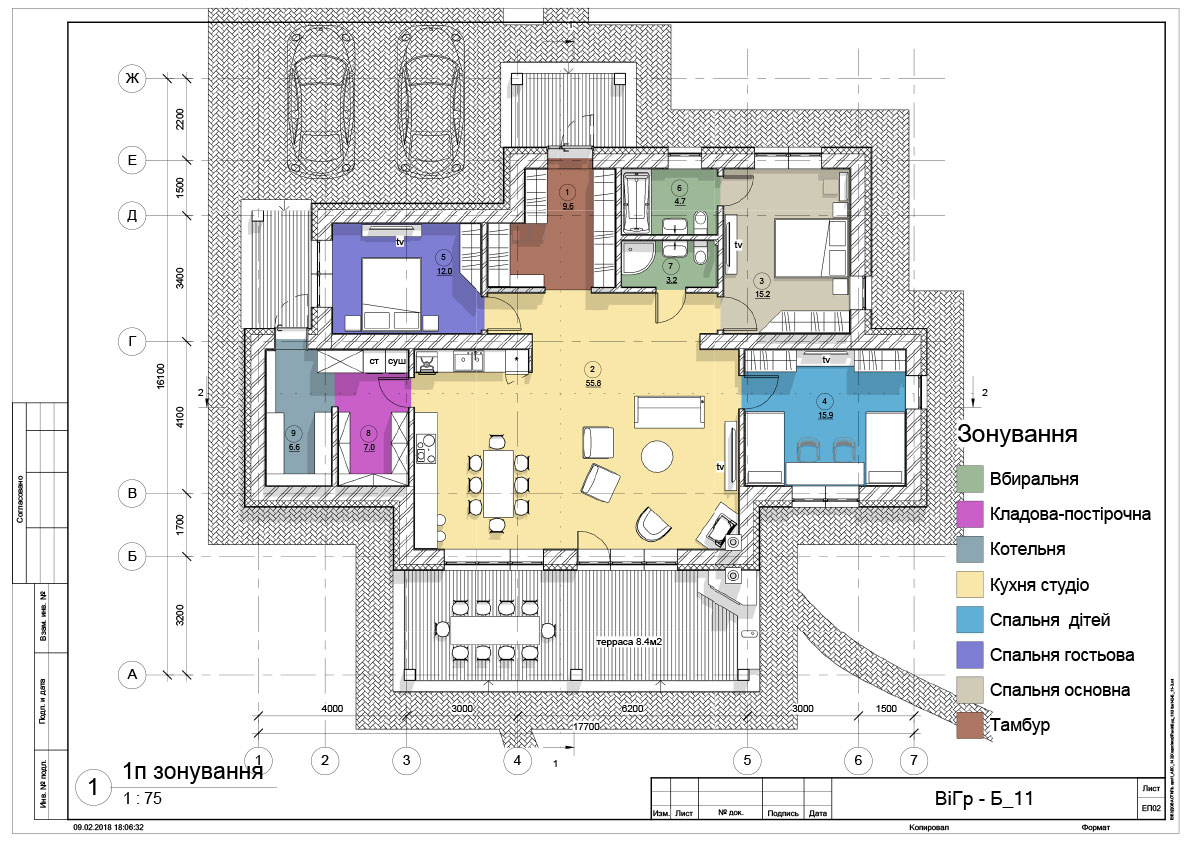 Ж
Е
Д
Г
В
Б
А
2200
1500
3400
16100
4100
1700
3200
1
1
9.6
6
4.7
7
3.2
tv
3
15.2
tv
5
12.0
2
55.8
ст
суш
*
tv
4
15.9
9
6.6
8
7.0
tv
2
2
терраса 8.4м2
4000
3000
6200
3000
1500
17700
1
2
3
4
5
6
7
1
Зонування
Вбиральня
Кладова-постірочна
Котельня
Кухня студіо
Спальня дітей
Спальня гостьова
Спальня основна
Тамбур
1
1п зонування
1 : 75
Согласовано
Взам. инв. №
Подп. и дата
Инв. № подл.
Изм.
Лист
№ док.
Подпись
Дата
ВіГр - Б_11
Лист
ЕП02
09.02.2018 18:06:32
Копировал
Формат